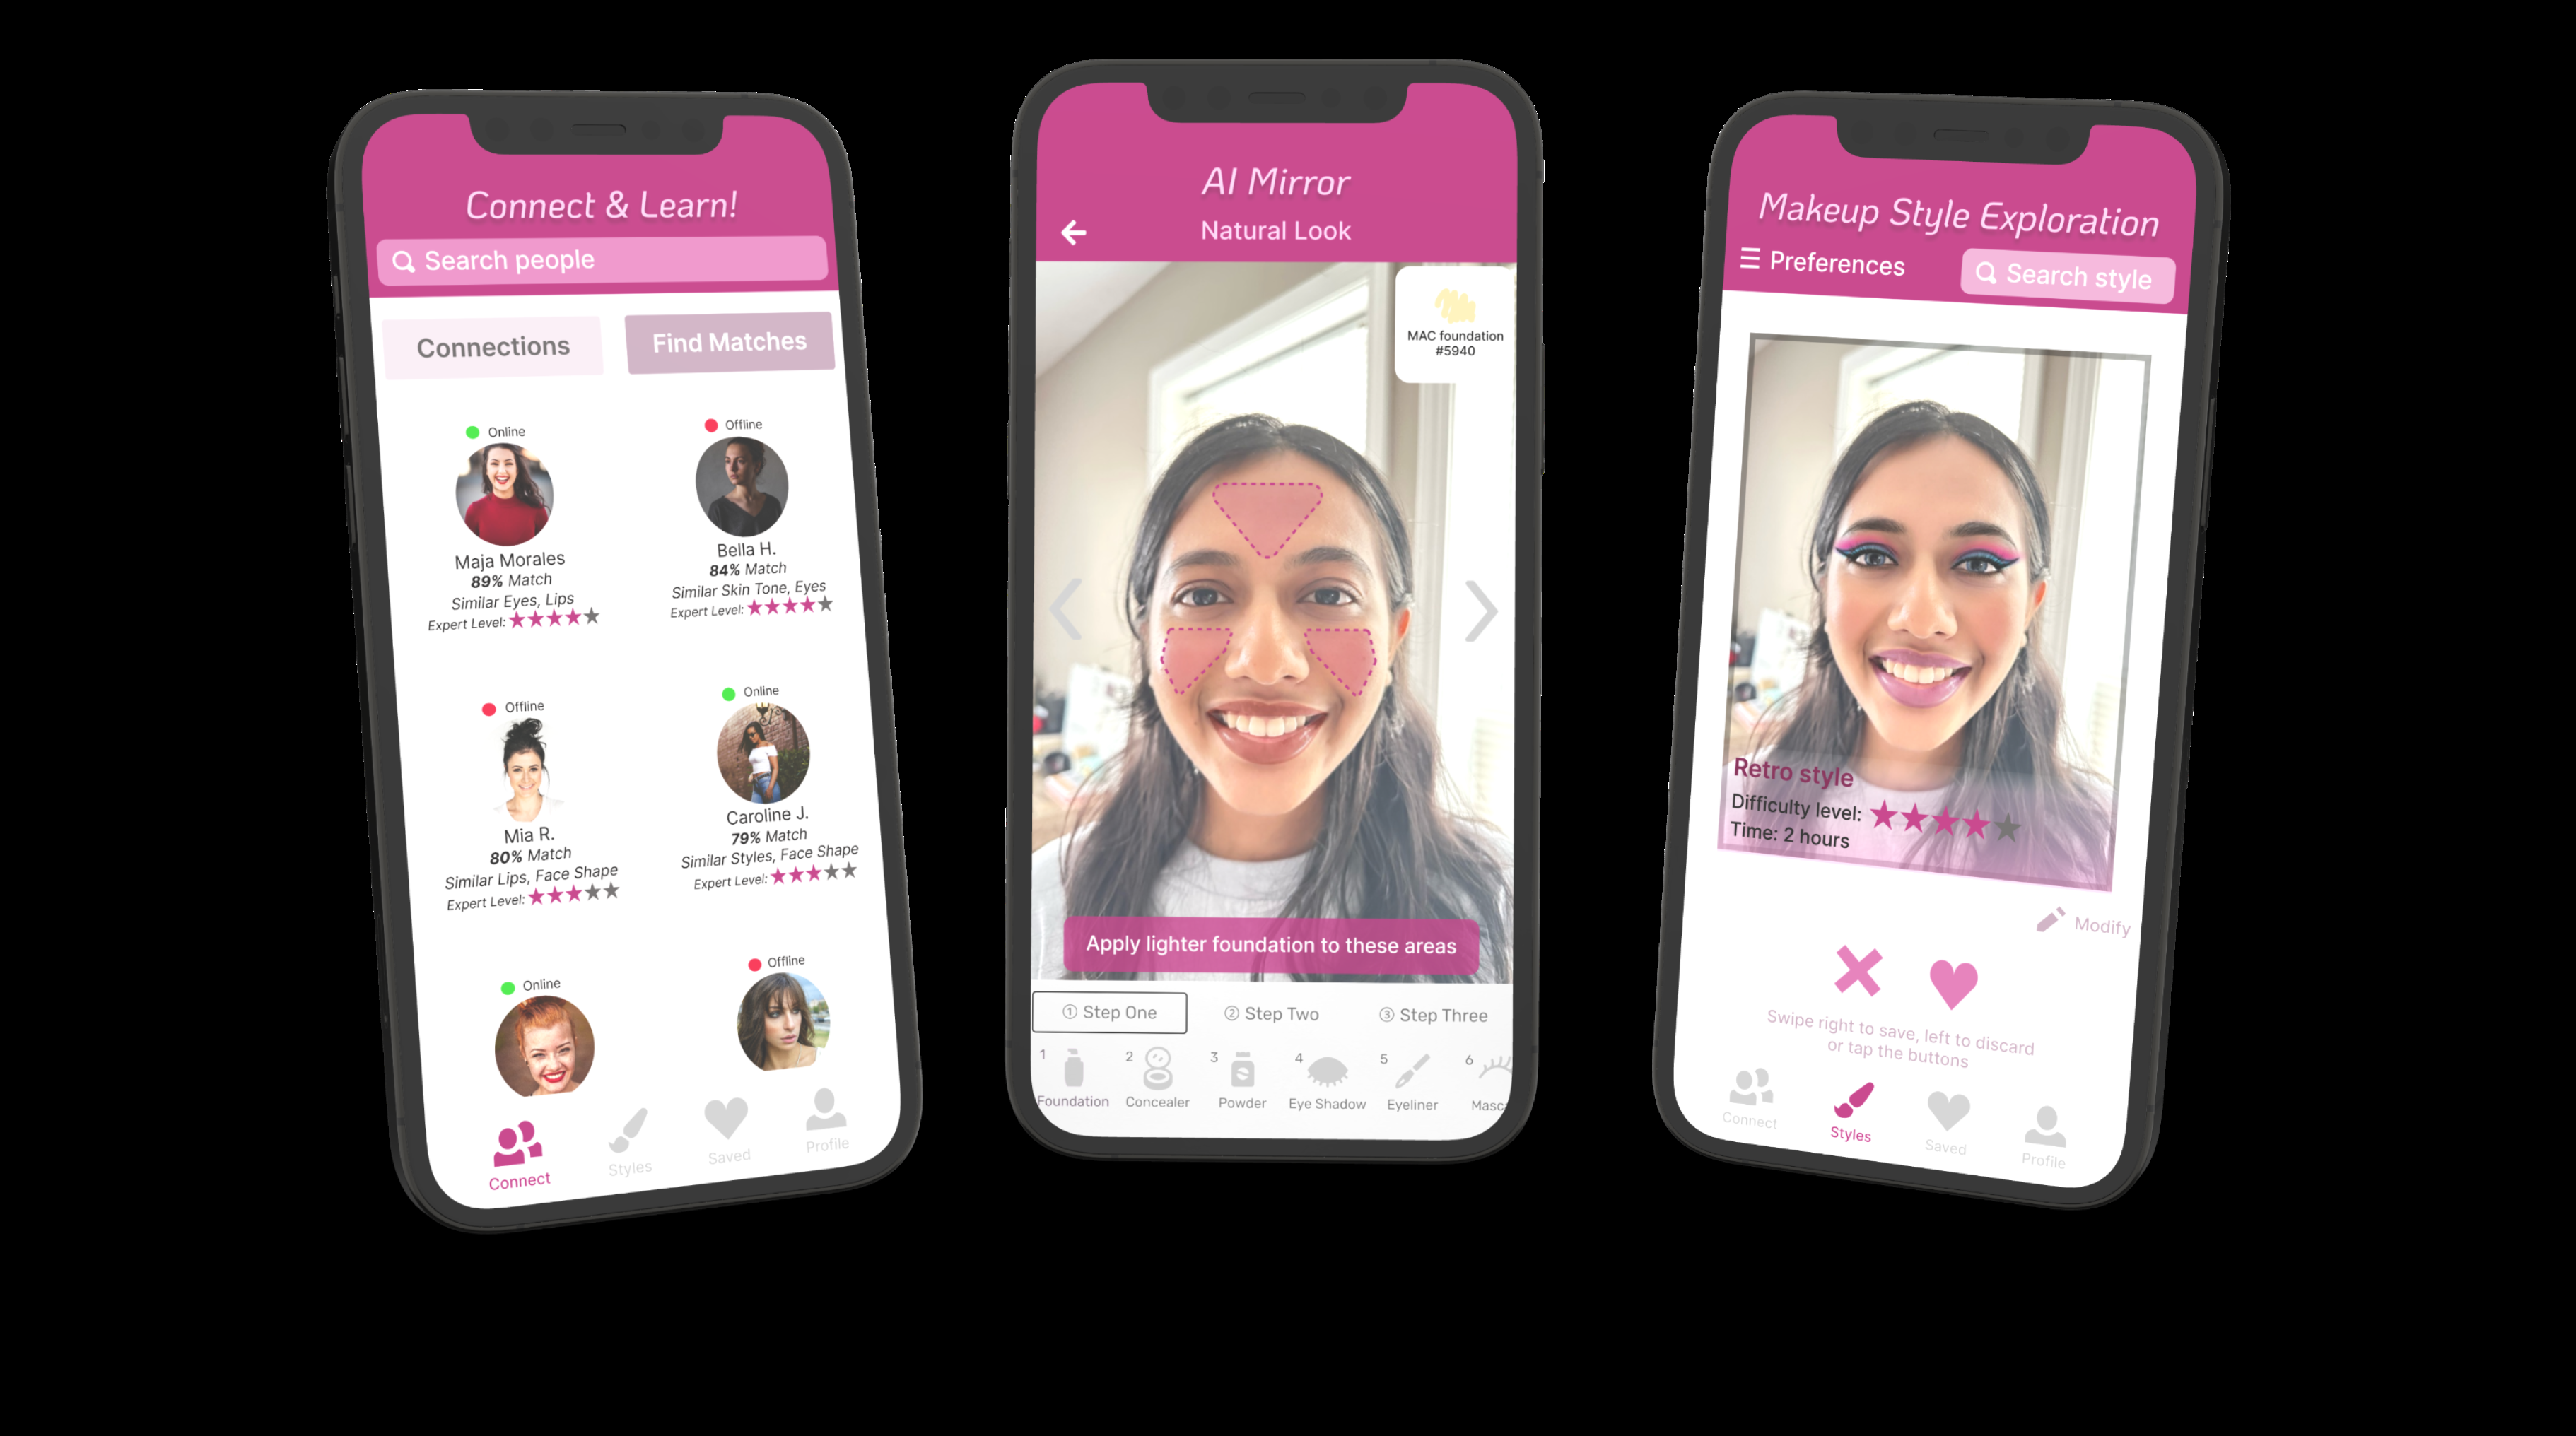 Connect & Learn!
Search people
Connections
Find Matches
Online
Maja Morales
89% Match
Similar Eyes, Lips
Expert Level:
Offline
Bella H.
84% Match
Similar Skin Tone, Eyes
Expert Level:
Offline
Mia R.
80% Match
Similar Lips, Face Shape
Expert Level:
Online
Caroline J.
79% Match
Similar Styles, Face Shape
Expert Level:
Online
Offline
Connect
Styles
Saved
Profile
AI Mirror
Natural Look
MAC foundation
#5940
Apply lighter foundation to these areas
① Step One
② Step Two
③ Step Three
1 2 3 4 5 6
Foundation Concealer Powder Eye Shadow Eyeliner Masc
Makeup Style Exploration
Preferences
Search style
Retro style
Difficulty level:
Time: 2 hours
Modify
Swipe right to save, left to discard
or tap the buttons
Connect
Styles
Saved
Profile